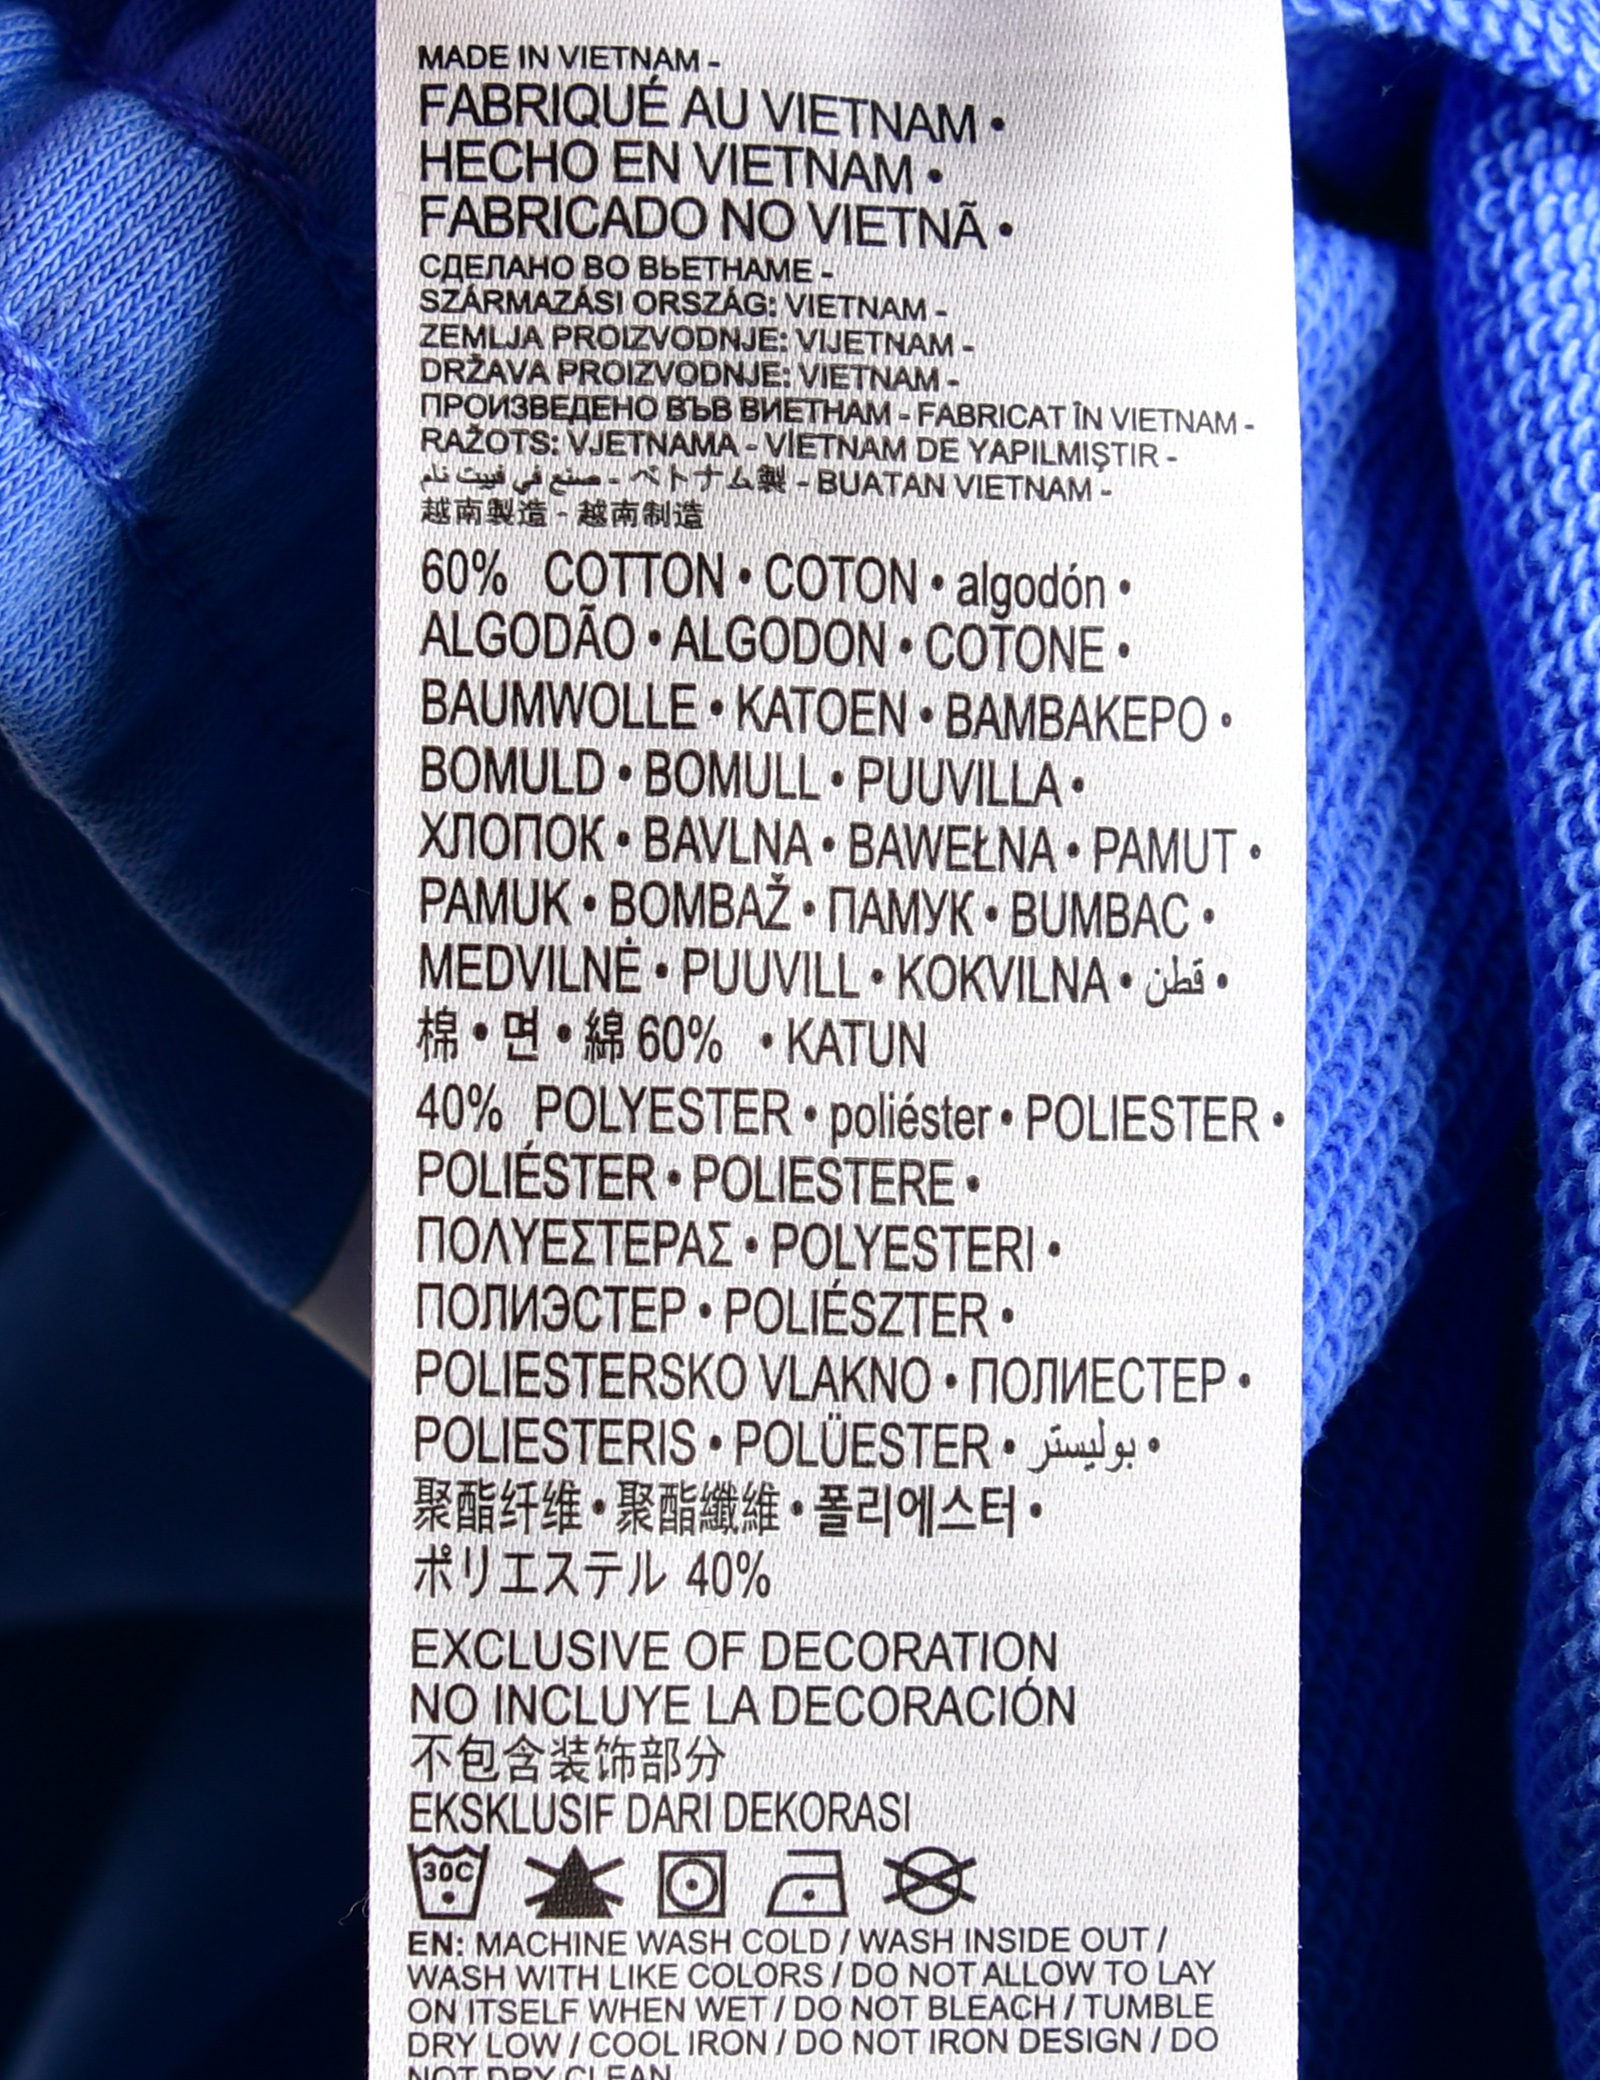 MADE IN VIETNAM -
FABRIQUÉ AU VIETNAM •
HECHO EN VIETNAM •
FABRICADO NO VIETNÃ •
СДЕЛАНО ВО ВЬЕТНАМЕ -
SZÁRMAZÁSI ORSZÁG: VIETNAM -
ZEMLJA PROIZVODNJE: VIJETNAM -
DRŽAVA PROIZVODNJE: VIETNAM -
ПРОИЗВЕДЕНО ВЪВ ВИЕТНАМ - FABRICAT ÎN VIETNAM -
RAŽOTS: VJETNAMA - VİETNAM DE YAPILMIŞTIR -
صنع في فييت نام - ベトナム製 - BUATAN VIETNAM -
越南製造 - 越南制造
60% COTTON • COTON • algodón •
ALGODÃO • ALGODON • COTONE •
BAUMWOLLE • KATOEN • ΒΑΜΒΑΚΕΡΟ •
BOMULD • BOMULL • PUUVILLA •
ХЛОПОК • BAVLNA • BAWEŁNA • PAMUT •
PAMUK • BOMBAŽ • ПАМУК • BUMBAC •
MEDVILNĖ • PUUVILL • KOKVILNA • قطن •
棉 • 면 • 綿 60% • KATUN
40% POLYESTER • poliéster • POLIESTER •
POLIÉSTER • POLIESTERE •
ΠΟΛΥΕΣΤΕΡΑΣ • POLYESTERI •
ПОЛИЭСТЕР • POLIÉSZTER •
POLIESTERSKO VLAKNO • ПОЛИЕСТЕР •
POLIESTERIS • POLÜESTER • بوليستر •
聚酯纤维 • 聚酯纖維 • 폴리에스터 •
ポリエステル 40%
EXCLUSIVE OF DECORATION
NO INCLUYE LA DECORACIÓN
不包含装饰部分
EKSKLUSIF DARI DEKORASI
30C
EN: MACHINE WASH COLD / WASH INSIDE OUT /
WASH WITH LIKE COLORS / DO NOT ALLOW TO LAY
ON ITSELF WHEN WET / DO NOT BLEACH / TUMBLE
DRY LOW / COOL IRON / DO NOT IRON DESIGN / DO
NOT DRY CLEAN